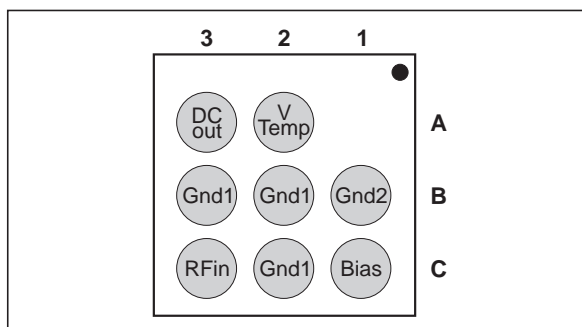 3 2 1
DC
out
V
Temp
A
Gnd1 Gnd1 Gnd2 B
RFin Gnd1 Bias C